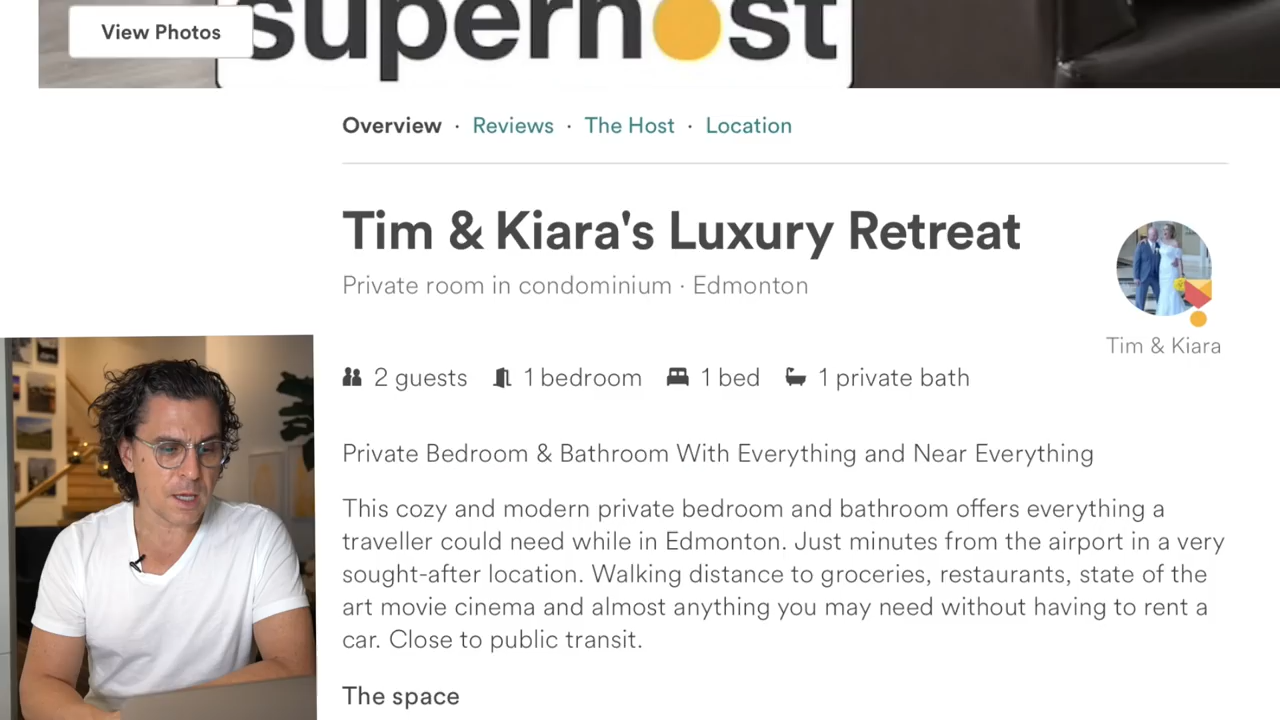 View Photos
superhost
Overview · Reviews · The Host · Location
Tim & Kiara's Luxury Retreat
Private room in condominium · Edmonton
Tim & Kiara
2 guests 1 bedroom 1 bed 1 private bath
Private Bedroom & Bathroom With Everything and Near Everything
This cozy and modern private bedroom and bathroom offers everything a
traveller could need while in Edmonton. Just minutes from the airport in a very
sought-after location. Walking distance to groceries, restaurants, state of the
art movie cinema and almost anything you may need without having to rent a
car. Close to public transit.
The space